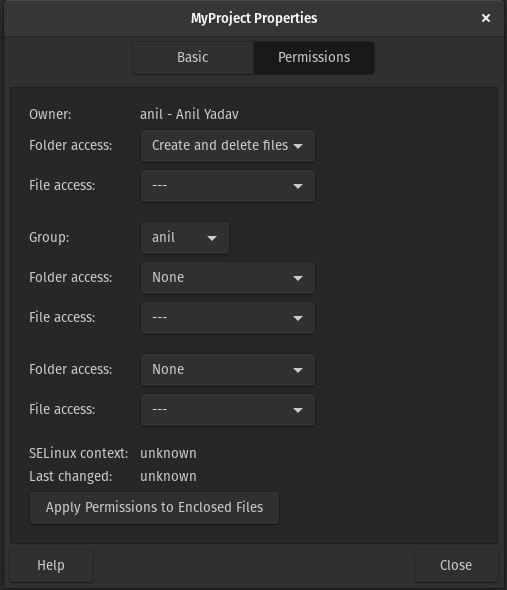 MyProject Properties
Basic Permissions
Owner: anil - Anil Yadav
Folder access: Create and delete files
File access: ---
Group: anil
Folder access: None
File access: ---
Folder access: None
File access: ---
SELinux context: unknown
Last changed: unknown
Apply Permissions to Enclosed Files
Help Close